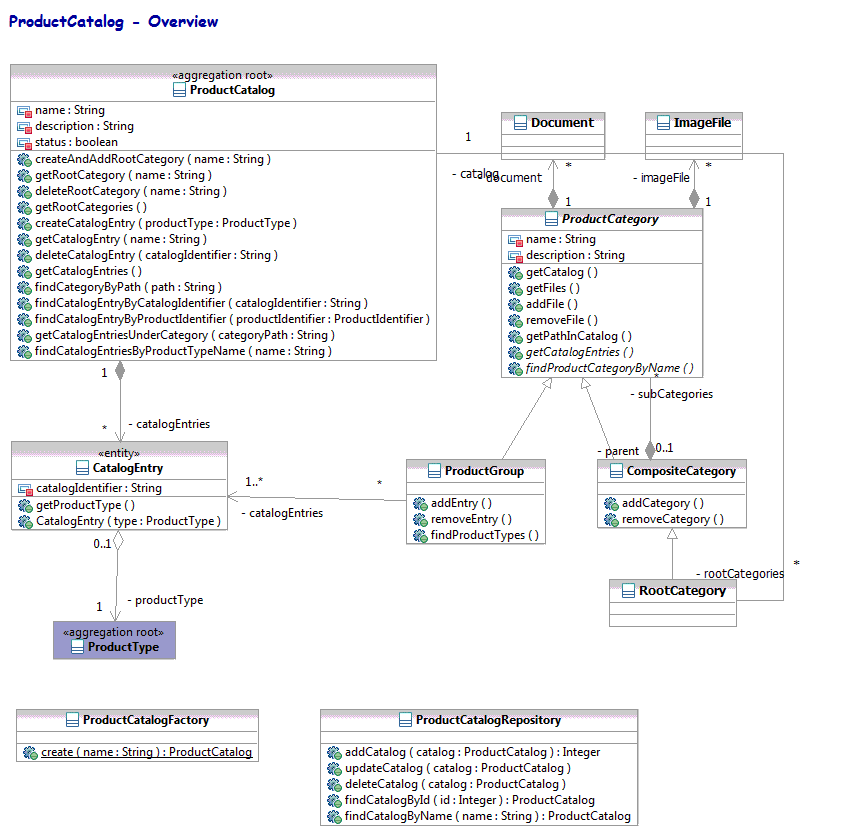 ProductCatalog - Overview
«aggregation root»
ProductCatalog
name : String
description : String
status : boolean
createAndAddRootCategory ( name : String )
getRootCategory ( name : String )
deleteRootCategory ( name : String )
getRootCategories ( )
createCatalogEntry ( productType : ProductType )
getCatalogEntry ( name : String )
deleteCatalogEntry ( catalogIdentifier : String )
getCatalogEntries ( )
findCategoryByPath ( path : String )
findCatalogEntryByCatalogIdentifier ( catalogIdentifier : String )
findCatalogEntryByProductIdentifier ( productIdentifier : ProductIdentifier )
getCatalogEntriesUnderCategory ( categoryPath : String )
findCatalogEntriesByProductTypeName ( name : String )
1
- catalog
Document
ImageFile
*
- document
1
*
- imageFile
1
ProductCategory
name : String
description : String
getCatalog ( )
getFiles ( )
addFile ( )
removeFile ( )
getPathInCatalog ( )
getCatalogEntries ( )
findProductCategoryByName ( )
*
- subCategories
- parent
0..1
1
*
- catalogEntries
«entity»
CatalogEntry
catalogIdentifier : String
getProductType ( )
CatalogEntry ( type : ProductType )
1..*
*
- catalogEntries
ProductGroup
addEntry ( )
removeEntry ( )
findProductTypes ( )
CompositeCategory
addCategory ( )
removeCategory ( )
*
- rootCategories
RootCategory
0..1
1
- productType
«aggregation root»
ProductType
ProductCatalogFactory
create ( name : String ) : ProductCatalog
ProductCatalogRepository
addCatalog ( catalog : ProductCatalog ) : Integer
updateCatalog ( catalog : ProductCatalog )
deleteCatalog ( catalog : ProductCatalog )
findCatalogById ( id : Integer ) : ProductCatalog
findCatalogByName ( name : String ) : ProductCatalog